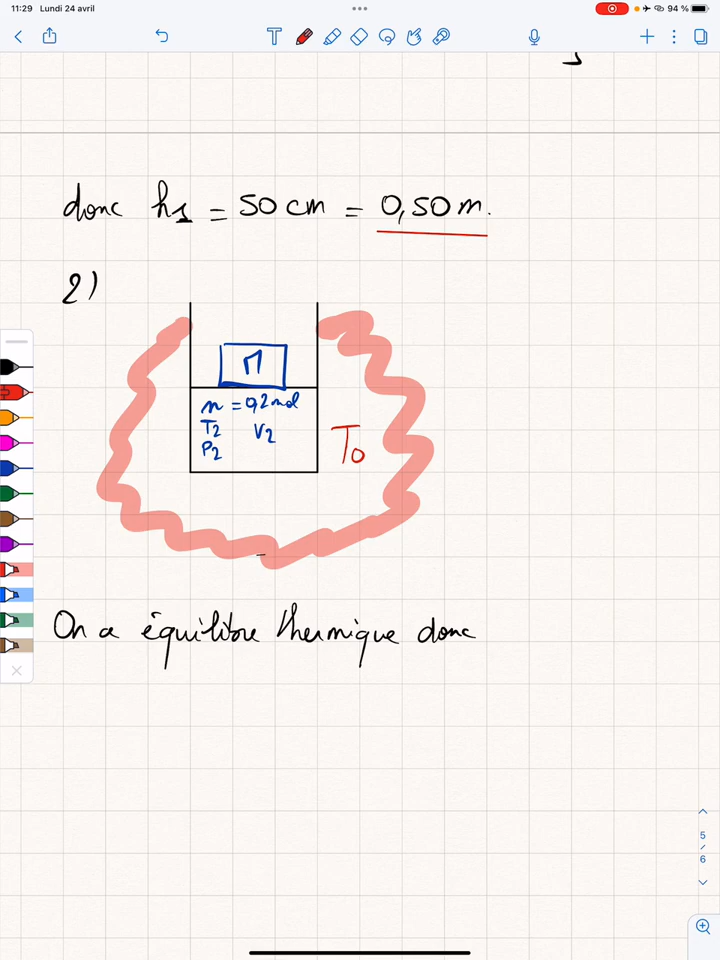 11:29 Lundi 24 avril
94 %
donc h1 = 50 cm = 0,50 m.
2)
M
n = 0,2 mol
T2 V2
P2
T0
On a équilibre thermique donc
5
/
6